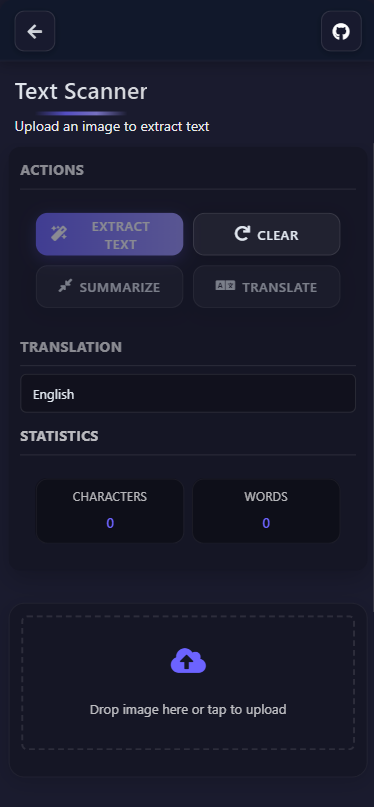 Text Scanner
Upload an image to extract text
ACTIONS
EXTRACT
TEXT
CLEAR
SUMMARIZE
TRANSLATE
TRANSLATION
English
STATISTICS
CHARACTERS
WORDS
0
0
Drop image here or tap to upload